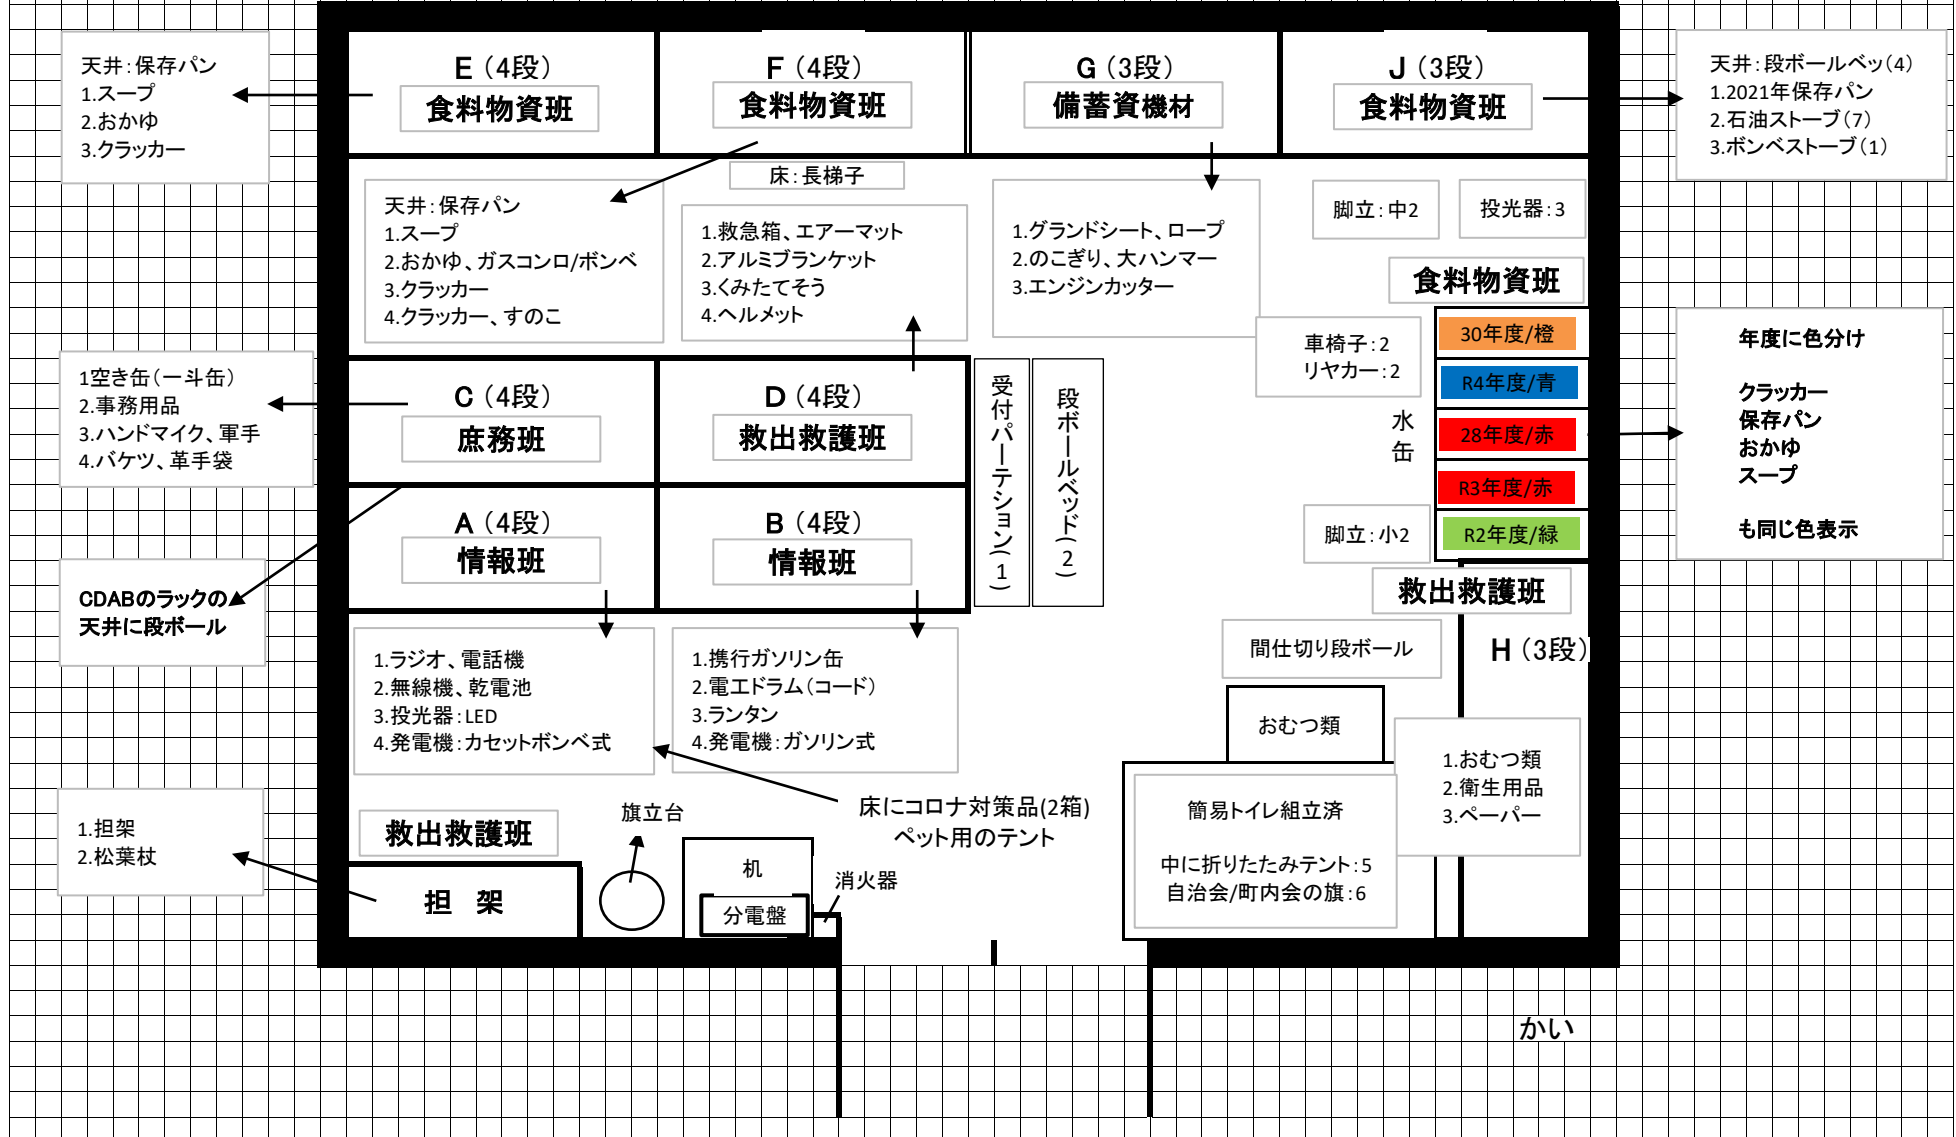 天井：保存パン
1.スープ
2.おかゆ
3.クラッカー
E（4段）
食料物資班
F（4段）
食料物資班
G（3段）
備蓄資機材
J（3段）
食料物資班
天井：段ボールベッ（4）
1.2021年保存パン
2.石油ストーブ（7）
3.ボンベストーブ（1）
床：長梯子
天井：保存パン
1.スープ
2.おかゆ、ガスコンロ/ボンベ
3.クラッカー
4.クラッカー、すのこ
1.救急箱、エアーマット
2.アルミブランケット
3.くみたてそう
4.ヘルメット
1.グランドシート、ロープ
2.のこぎり、大ハンマー
3.エンジンカッター
脚立：中2
投光器：3
食料物資班
車椅子：2
リヤカー：2
30年度/橙
R4年度/青
28年度/赤
R3年度/赤
R2年度/緑
水缶
年度に色分け
クラッカー
保存パン
おかゆ
スープ
も同じ色表示
1空き缶（一斗缶）
2.事務用品
3.ハンドマイク、軍手
4.バケツ、革手袋
C（4段）
庶務班
D（4段）
救出救護班
受付パーテション(1)
段ボールベッド(2)
A（4段）
情報班
B（4段）
情報班
脚立：小2
救出救護班
CDABのラックの
天井に段ボール
1.ラジオ、電話機
2.無線機、乾電池
3.投光器：LED
4.発電機：カセットボンベ式
1.携行ガソリン缶
2.電工ドラム（コード）
3.ランタン
4.発電機：ガソリン式
間仕切り段ボール
H（3段）
おむつ類
1.おむつ類
2.衛生用品
3.ペーパー
床にコロナ対策品(2箱)
ペット用のテント
簡易トイレ組立済
中に折りたたみテント：5
自治会/町内会の旗：6
1.担架
2.松葉杖
救出救護班
担 架
旗立台
机
分電盤
消火器
かい